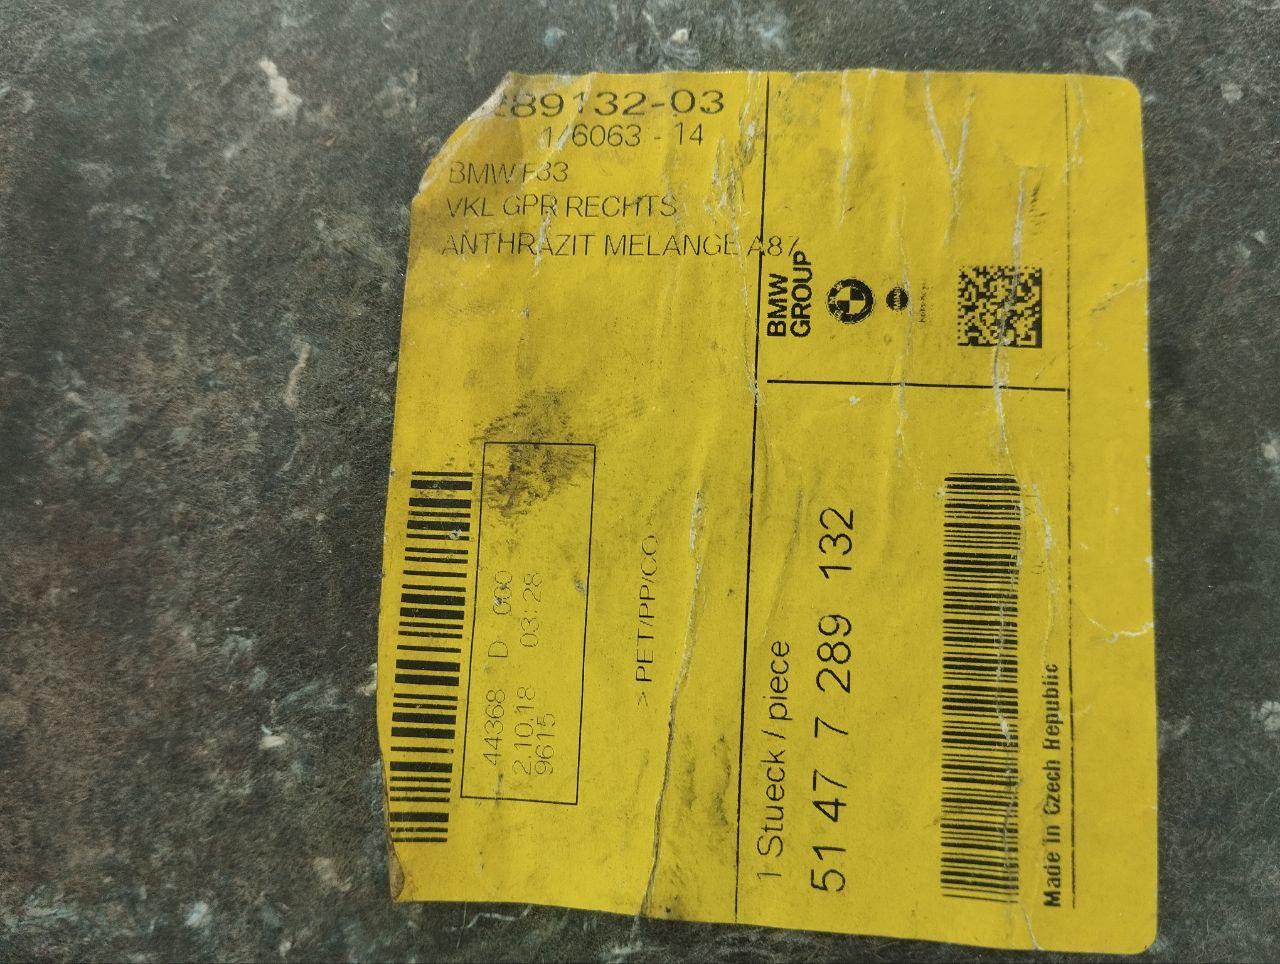 89132-03
1/6063 - 14
BMW F33
VKL GPR RECHTS
ANTHRAZIT MELANGE A87
44368 D 000
2.10.18 03:28
9615
> PET/PP/CO
BMW
GROUP
1 Stueck / piece
51 47 7 289 132
Made in Czech Republic